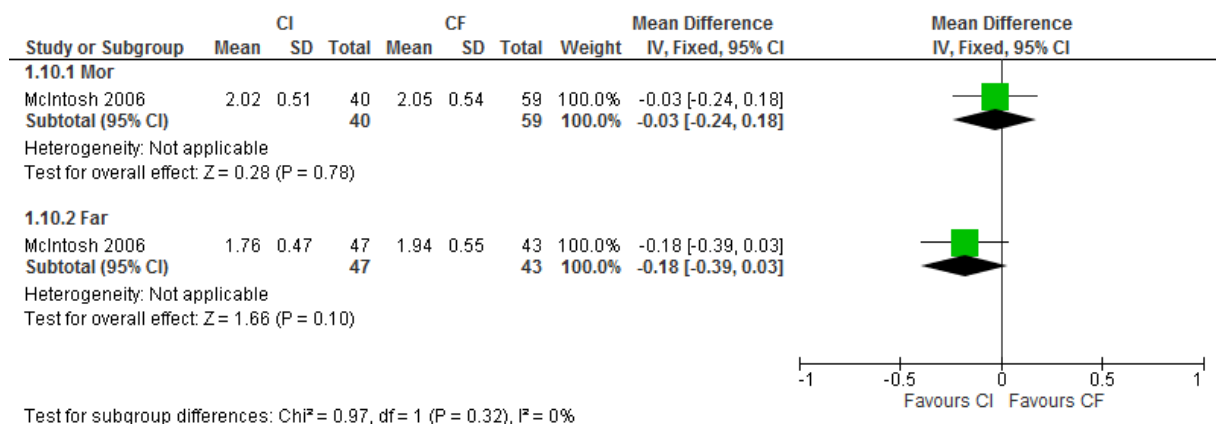 CI CF Mean Difference Mean Difference
Study or Subgroup Mean SD Total Mean SD Total Weight IV, Fixed, 95% CI IV, Fixed, 95% CI
1.10.1 Mor
McIntosh 2006 2.02 0.51 40 2.05 0.54 59 100.0% -0.03 [-0.24, 0.18]
Subtotal (95% CI) 40 59 100.0% -0.03 [-0.24, 0.18]
Heterogeneity: Not applicable
Test for overall effect: Z = 0.28 (P = 0.78)
1.10.2 Far
McIntosh 2006 1.76 0.47 47 1.94 0.55 43 100.0% -0.18 [-0.39, 0.03]
Subtotal (95% CI) 47 43 100.0% -0.18 [-0.39, 0.03]
Heterogeneity: Not applicable
Test for overall effect: Z = 1.66 (P = 0.10)
-1 -0.5 0 0.5 1
Favours CI Favours CF
Test for subgroup differences: Chi² = 0.97, df = 1 (P = 0.32), I² = 0%